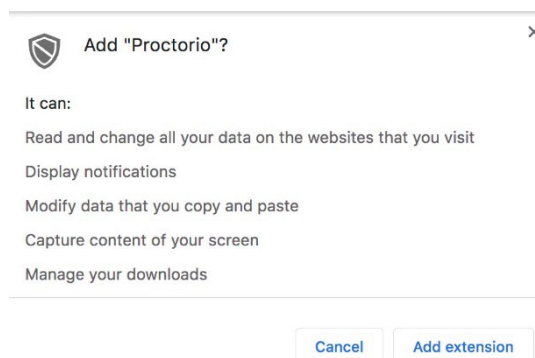 Add "Proctorio"?
It can:
Read and change all your data on the websites that you visit
Display notifications
Modify data that you copy and paste
Capture content of your screen
Manage your downloads
Cancel Add extension